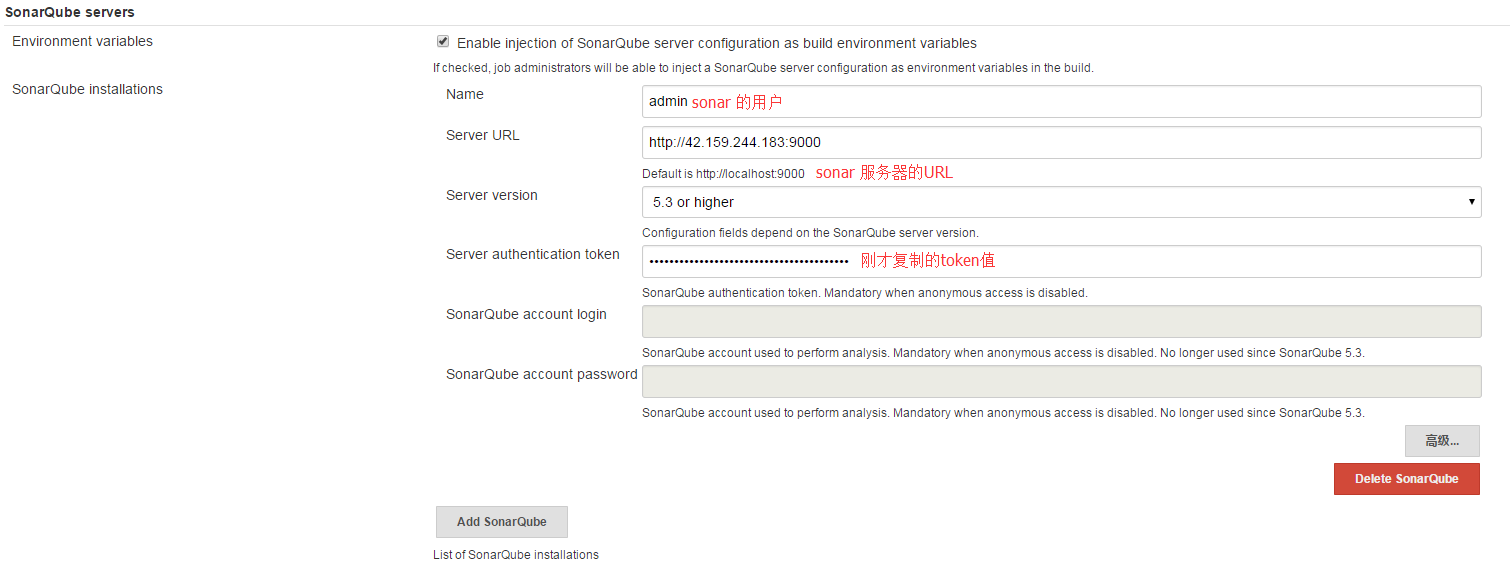 SonarQube servers
Environment variables
Enable injection of SonarQube server configuration as build environment variables
If checked, job administrators will be able to inject a SonarQube server configuration as environment variables in the build.
SonarQube installations
Name
admin sonar 的用户
Server URL
http://42.159.244.183:9000
Default is http://localhost:9000 sonar 服务器的URL
Server version
5.3 or higher
Configuration fields depend on the SonarQube server version.
Server authentication token
•••••••••••••••••••••••••••••••••••••••• 刚才复制的token值
SonarQube authentication token. Mandatory when anonymous access is disabled.
SonarQube account login
SonarQube account used to perform analysis. Mandatory when anonymous access is disabled. No longer used since SonarQube 5.3.
SonarQube account password
SonarQube account used to perform analysis. Mandatory when anonymous access is disabled. No longer used since SonarQube 5.3.
高级...
Delete SonarQube
Add SonarQube
List of SonarQube installations